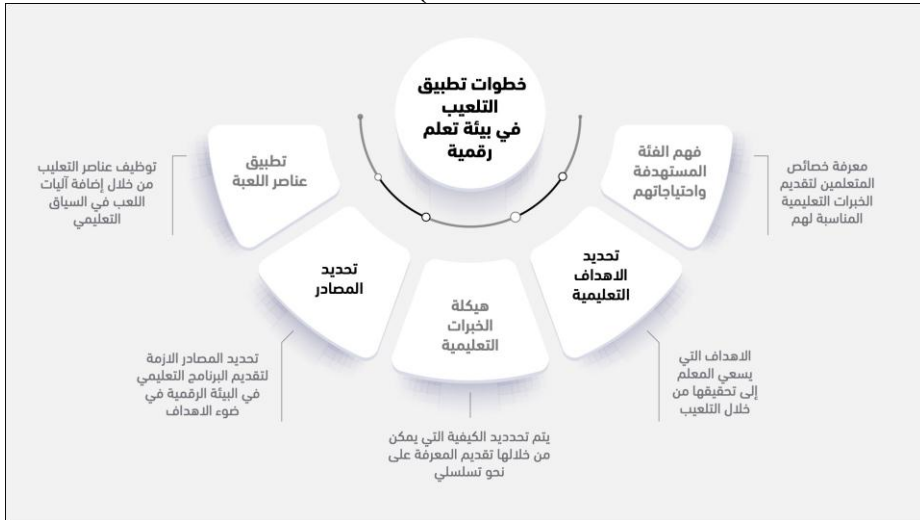 خطوات تطبيق
التلعيب
في بيئة تعلم
رقمية
فهم الفئة
المستهدفة
واحتياجاتهم
معرفة خصائص
المتعلمين لتقديم
الخبرات التعليمية
المناسبة لهم
تحديد
الاهداف
التعليمية
الاهداف التي
يسعي المعلم
إلى تحقيقها من
خلال التلعيب
هيكلة
الخبرات
التعليمية
يتم تحدديد الكيفية التي يمكن
من خلالها تقديم المعرفة على
نحو تسلسلي
تحديد
المصادر
تحديد المصادر الازمة
لتقديم البرنامج التعليمي
في البيئة الرقمية في
ضوء الاهداف
تطبيق
عناصر اللعبة
توظيف عناصر التعليب
من خلال إضافة آليات
اللعب في السياق
التعليمي